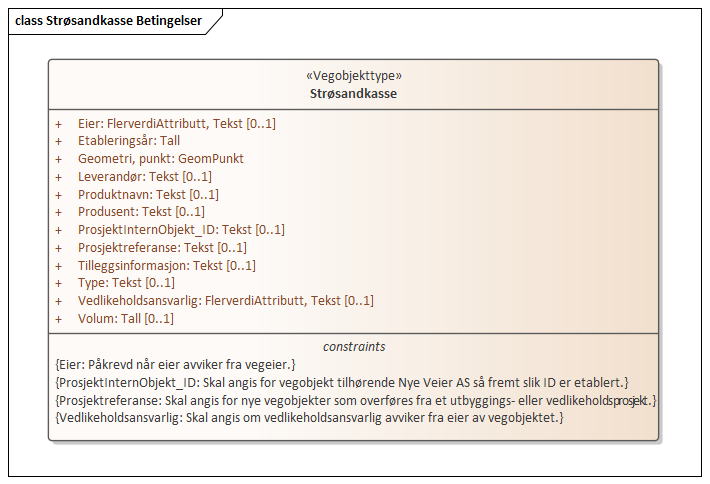 class Strøsandkasse Betingelser
«Vegobjekttype»
Strøsandkasse
+ Eier: FlerverdiAttributt, Tekst [0..1]
+ Etableringsår: Tall
+ Geometri, punkt: GeomPunkt
+ Leverandør: Tekst [0..1]
+ Produktnavn: Tekst [0..1]
+ Produsent: Tekst [0..1]
+ ProsjektInternObjekt_ID: Tekst [0..1]
+ Prosjektreferanse: Tekst [0..1]
+ Tilleggsinformasjon: Tekst [0..1]
+ Type: Tekst [0..1]
+ Vedlikeholdsansvarlig: FlerverdiAttributt, Tekst [0..1]
+ Volum: Tall [0..1]
constraints
{Eier: Påkrevd når eier avviker fra vegeier.}
{ProsjektInternObjekt_ID: Skal angis for vegobjekt tilhørende Nye Veier AS så fremt slik ID er etablert.}
{Prosjektreferanse: Skal angis for nye vegobjekter som overføres fra et utbyggings- eller vedlikeholdsprosjekt.}
{Vedlikeholdsansvarlig: Skal angis om vedlikeholdsansvarlig avviker fra eier av vegobjektet.}